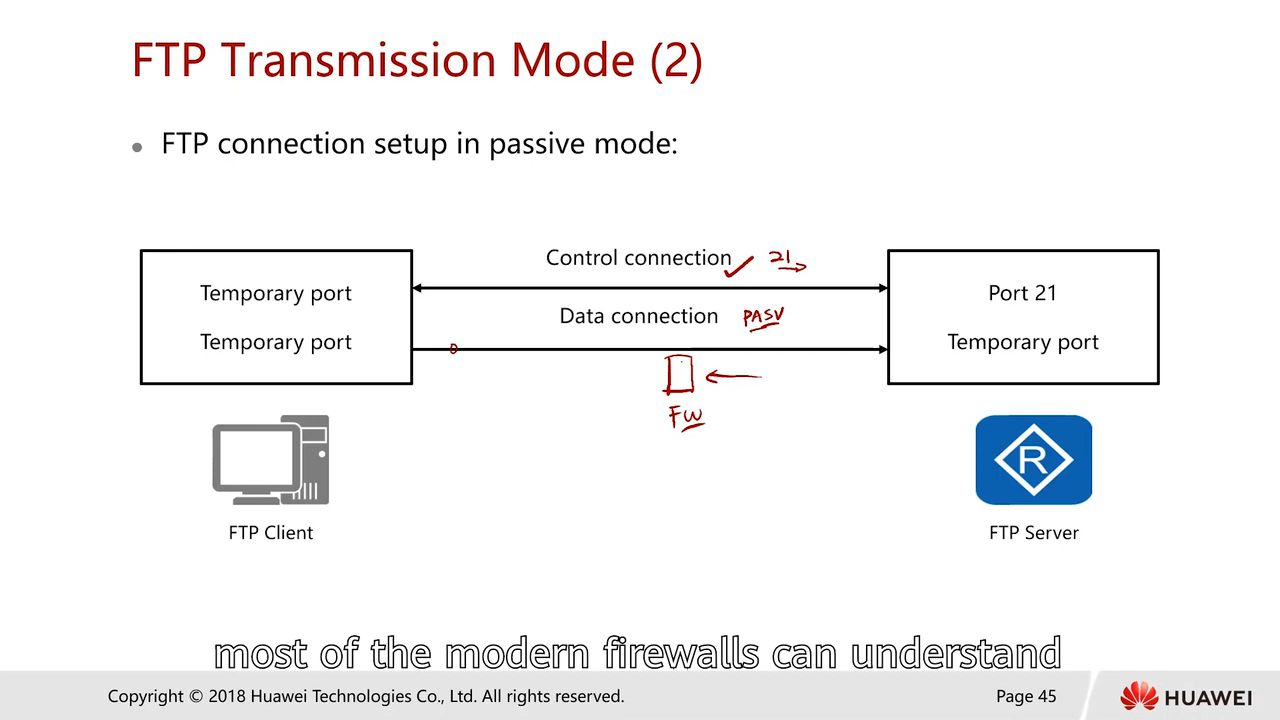 FTP Transmission Mode (2)
● FTP connection setup in passive mode:
Control connection 21
Temporary port
Port 21
Data connection PASV
Temporary port
Temporary port
FW
FTP Client
FTP Server
most of the modern firewalls can understand
Copyright © 2018 Huawei Technologies Co., Ltd. All rights reserved.
Page 45
HUAWEI
R